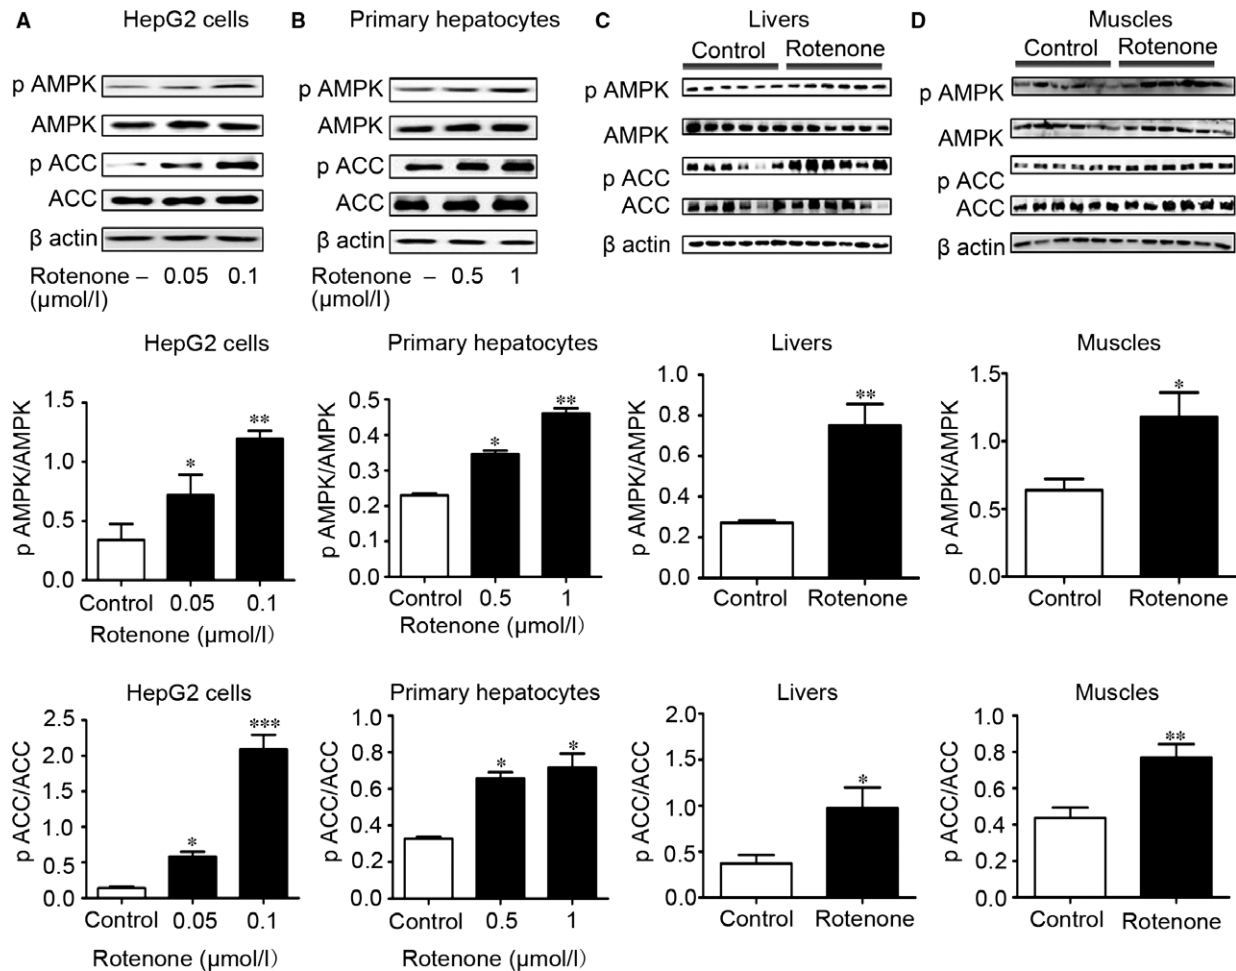 A HepG2 cells
p AMPK
AMPK
p ACC
ACC
β actin
Rotenone – 0.05 0.1
(μmol/l)
B Primary hepatocytes
p AMPK
AMPK
p ACC
ACC
β actin
Rotenone – 0.5 1
(μmol/l)
C Livers
Control Rotenone
p AMPK
AMPK
p ACC
ACC
β actin
D Muscles
Control Rotenone
p AMPK
AMPK
p ACC
ACC
β actin
HepG2 cells
p AMPK/AMPK
1.5
1.0
0.5
0.0
*
**
Control 0.05 0.1
Rotenone (μmol/l)
Primary hepatocytes
p AMPK/AMPK
0.5
0.4
0.3
0.2
0.1
0.0
*
**
Control 0.5 1
Rotenone (μmol/l)
Livers
p AMPK/AMPK
1.0
0.8
0.6
0.4
0.2
0.0
**
Control Rotenone
Muscles
p AMPK/AMPK
1.5
1.0
0.5
0.0
*
Control Rotenone
HepG2 cells
p ACC/ACC
2.5
2.0
1.5
1.0
0.5
0.0
*
***
Control 0.05 0.1
Rotenone (μmol/l)
Primary hepatocytes
p ACC/ACC
1.0
0.8
0.6
0.4
0.2
0.0
*
*
Control 0.5 1
Rotenone (μmol/l)
Livers
p ACC/ACC
2.0
1.5
1.0
0.5
0.0
*
Control Rotenone
Muscles
p ACC/ACC
1.0
0.8
0.6
0.4
0.2
0.0
**
Control Rotenone